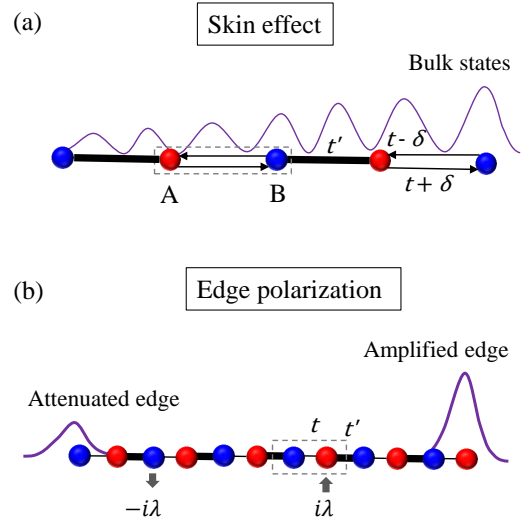 (a)
Skin effect
Bulk states
t'
t - δ
t + δ
A
B
(b)
Edge polarization
Amplified edge
Attenuated edge
t
t'
-iλ
iλ